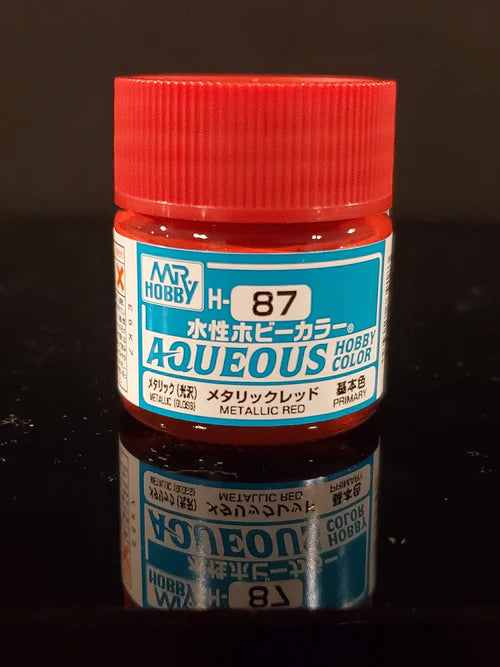 MR HOBBY
H- 87
水性ホビーカラー®
AQUEOUS HOBBY COLOR
メタリック(光沢) メタリックレッド 基本色
METALLIC (GLOSS) METALLIC RED PRIMARY